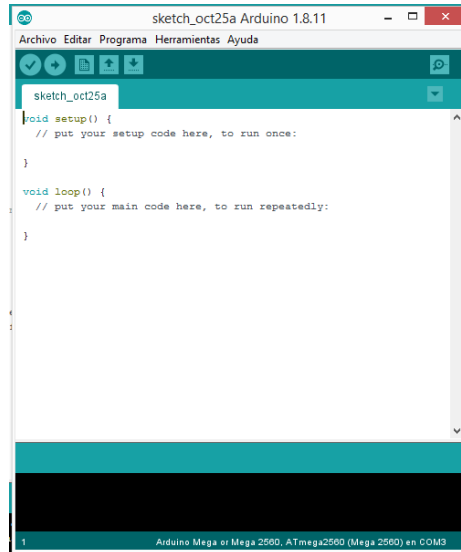 sketch_oct25a Arduino 1.8.11
Archivo Editar Programa Herramientas Ayuda
sketch_oct25a
void setup() {
// put your setup code here, to run once:
}
void loop() {
// put your main code here, to run repeatedly:
}
1 Arduino Mega or Mega 2560, ATmega2560 (Mega 2560) en COM3